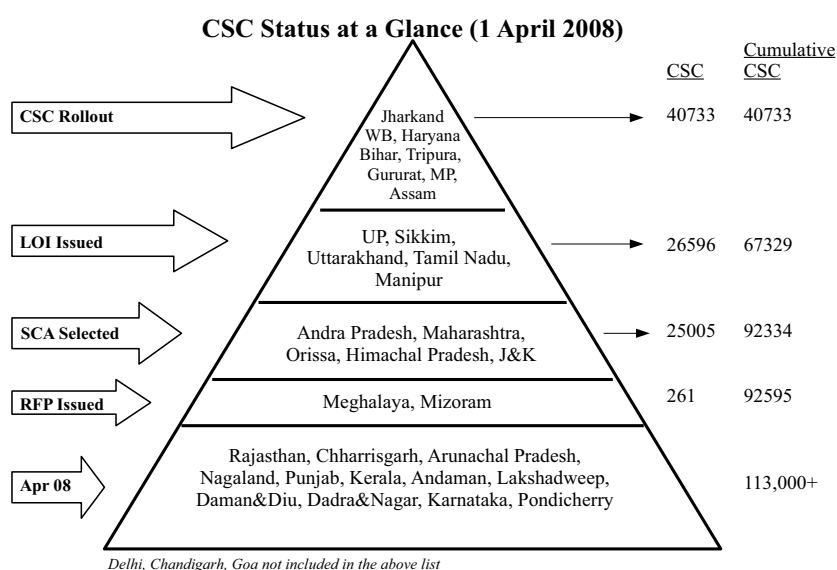 CSC Status at a Glance (1 April 2008)
CSC
Cumulative
CSC
CSC Rollout
Jharkand
WB, Haryana
Bihar, Tripura,
Gururat, MP,
Assam
40733
40733
LOI Issued
UP, Sikkim,
Uttarakhand, Tamil Nadu,
Manipur
26596
67329
SCA Selected
Andra Pradesh, Maharashtra,
Orissa, Himachal Pradesh, J&K
25005
92334
RFP Issued
Meghalaya, Mizoram
261
92595
Apr 08
Rajasthan, Chharrisgarh, Arunachal Pradesh,
Nagaland, Punjab, Kerala, Andaman, Lakshadweep,
Daman&Diu, Dadra&Nagar, Karnataka, Pondicherry
113,000+
Delhi, Chandigarh, Goa not included in the above list